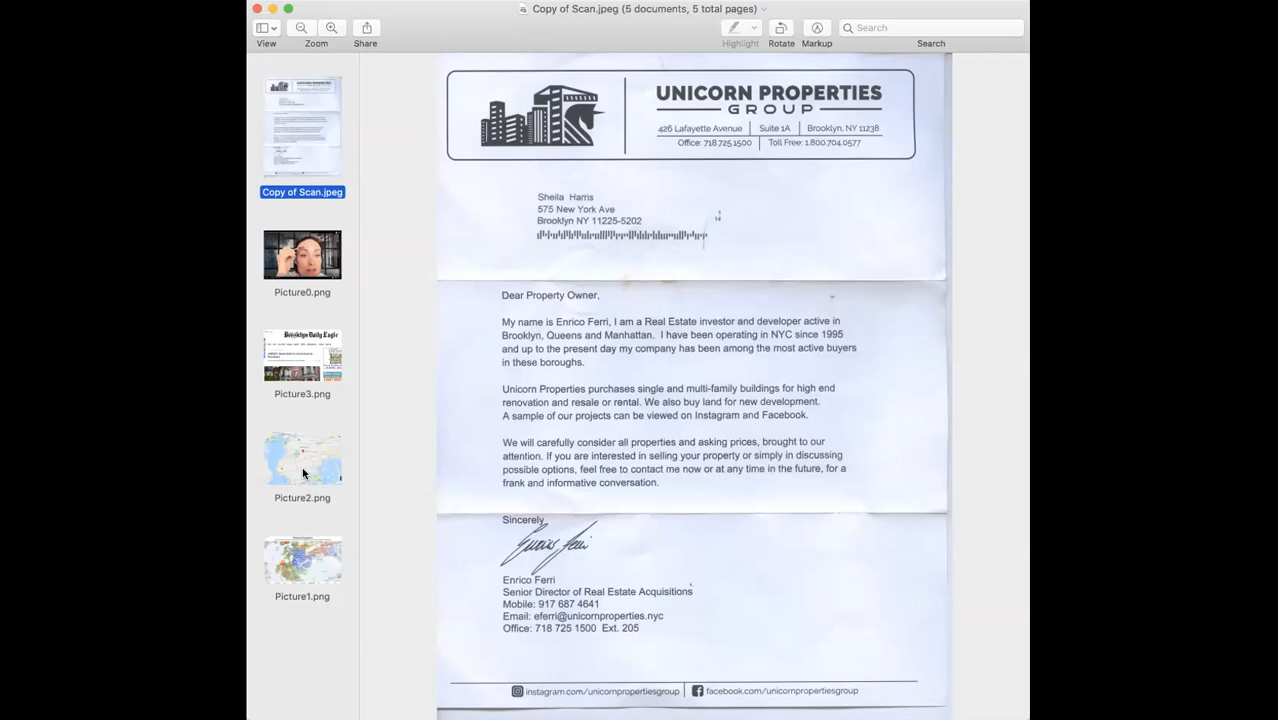 Copy of Scan.jpeg (5 documents, 5 total pages)
View
Zoom
Share
Highlight
Rotate
Markup
Search
Search
Copy of Scan.jpeg
Picture0.png
Brooklyn Daily Eagle
Picture3.png
Picture2.png
Picture1.png
UNICORN PROPERTIES
GROUP
426 Lafayette Avenue | Suite 1A | Brooklyn, NY 11238
Office: 718.725.1500 | Toll Free: 1.800.704.0577
Sheila Harris
575 New York Ave
Brooklyn NY 11225-5202
1
14
Dear Property Owner,
My name is Enrico Ferri, I am a Real Estate investor and developer active in
Brooklyn, Queens and Manhattan. I have been operating in NYC since 1995
and up to the present day my company has been among the most active buyers
in these boroughs.
Unicorn Properties purchases single and multi-family buildings for high end
renovation and resale or rental. We also buy land for new development.
A sample of our projects can be viewed on Instagram and Facebook.
We will carefully consider all properties and asking prices, brought to our
attention. If you are interested in selling your property or simply in discussing
possible options, feel free to contact me now or at any time in the future, for a
frank and informative conversation.
Sincerely
Enrico Ferri
Enrico Ferri
Senior Director of Real Estate Acquisitions
Mobile: 917 687 4641
Email: eferri@unicornproperties.nyc
Office: 718 725 1500 Ext. 205
instagram.com/unicornpropertiesgroup | facebook.com/unicornpropertiesgroup